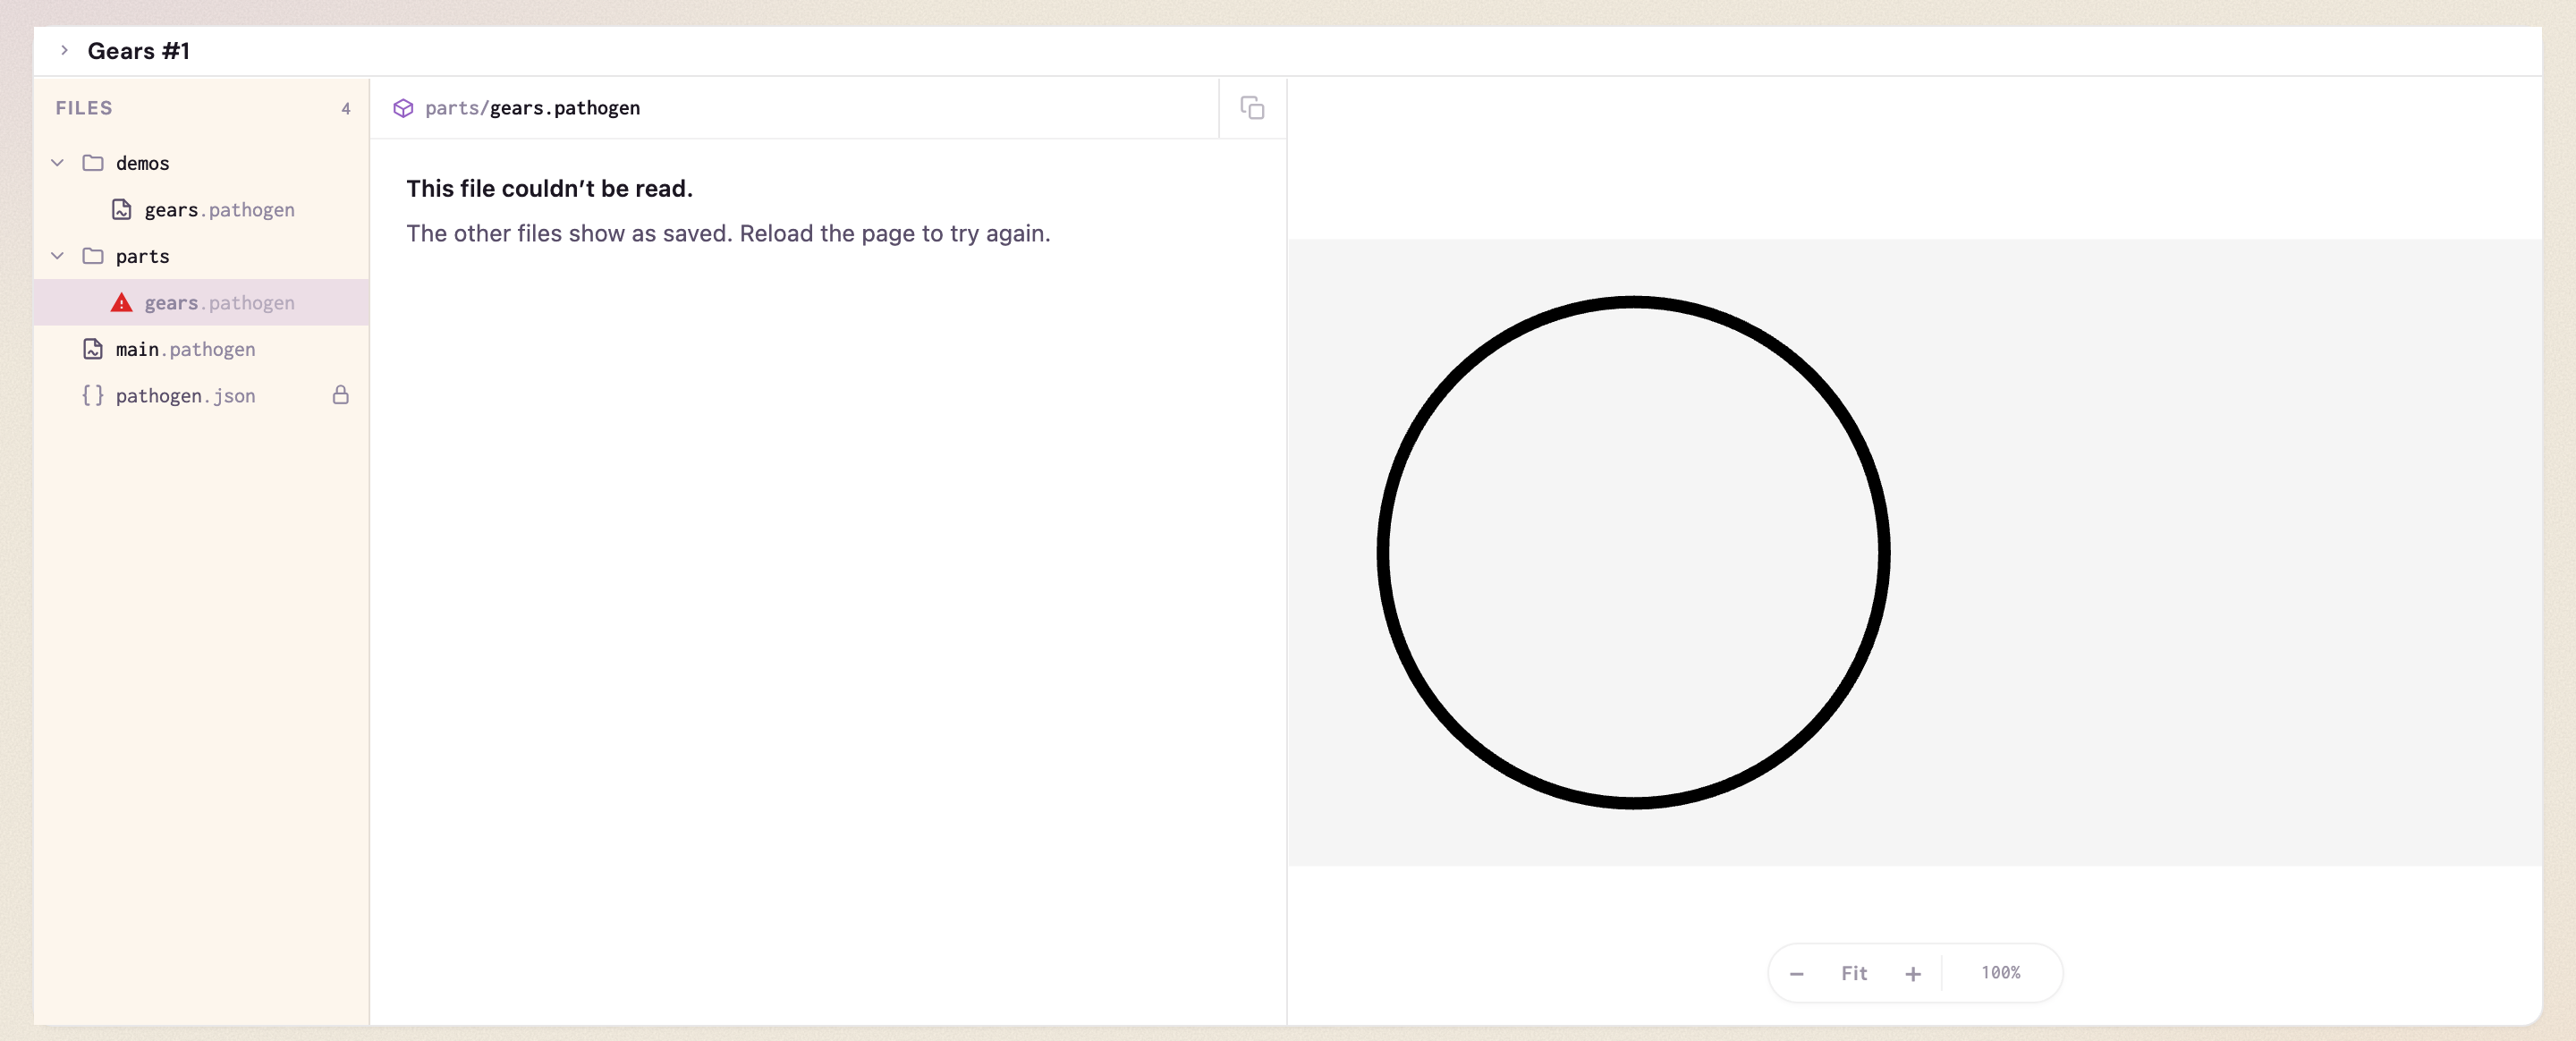 Gears #1
FILES 4
demos
gears.pathogen
parts
gears.pathogen
main.pathogen
{} pathogen.json
parts/gears.pathogen
This file couldn’t be read.
The other files show as saved. Reload the page to try again.
− Fit + 100%